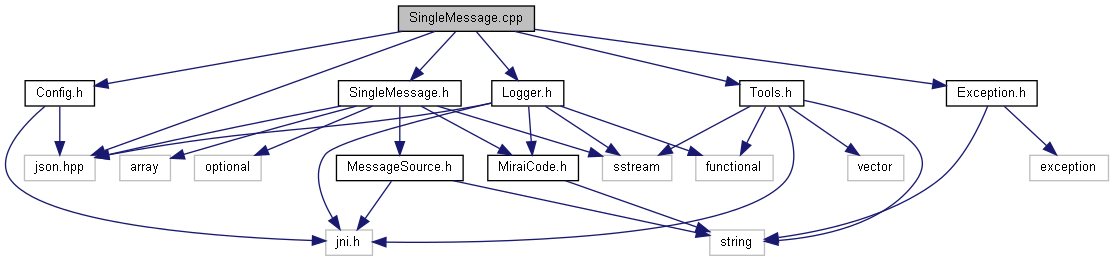 SingleMessage.cpp
Config.h
SingleMessage.h
Logger.h
Tools.h
Exception.h
json.hpp
array
optional
MessageSource.h
MiraiCode.h
sstream
functional
vector
exception
jni.h
string